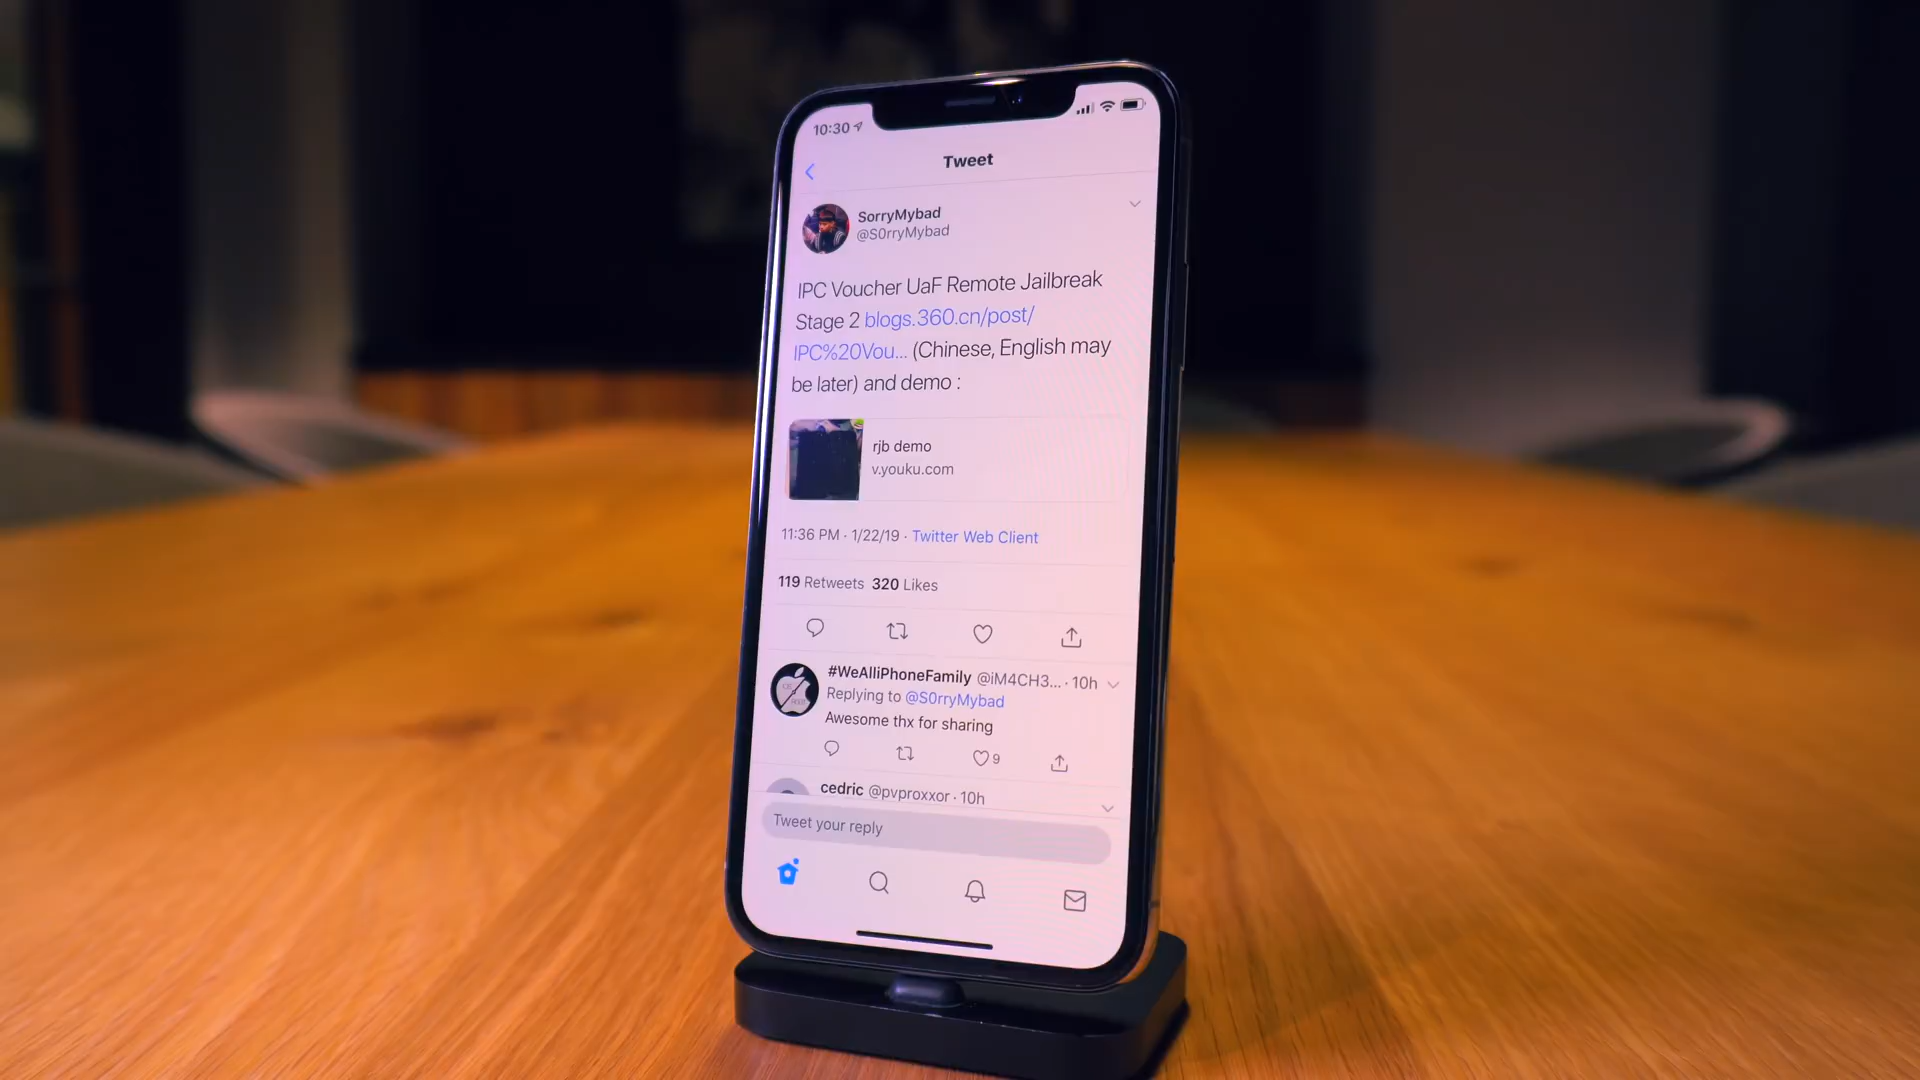 10:30
Tweet
SorryMybad
@S0rryMybad
IPC Voucher UaF Remote Jailbreak
Stage 2 blogs.360.cn/post/
IPC%20Vou... (Chinese, English may
be later) and demo :
rjb demo
v.youku.com
11:36 PM · 1/22/19 · Twitter Web Client
119 Retweets 320 Likes
#WeAlliPhoneFamily @iM4CH3... · 10h
Replying to @S0rryMybad
Awesome thx for sharing
9
cedric @pvproxxor · 10h
Tweet your reply